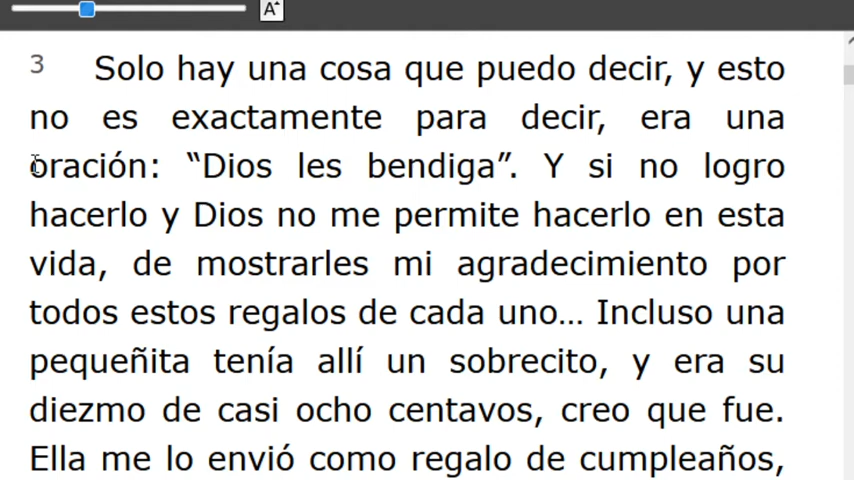 A
3 Solo hay una cosa que puedo decir, y esto
no es exactamente para decir, era una
oración: “Dios les bendiga”. Y si no logro
hacerlo y Dios no me permite hacerlo en esta
vida, de mostrarles mi agradecimiento por
todos estos regalos de cada uno... Incluso una
pequeñita tenía allí un sobrecito, y era su
diezmo de casi ocho centavos, creo que fue.
Ella me lo envió como regalo de cumpleaños,